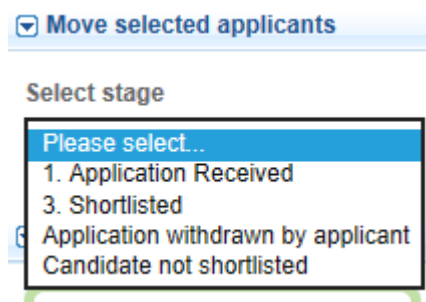 Move selected applicants
Select stage
Please select...
1. Application Received
3. Shortlisted
Application withdrawn by applicant
Candidate not shortlisted